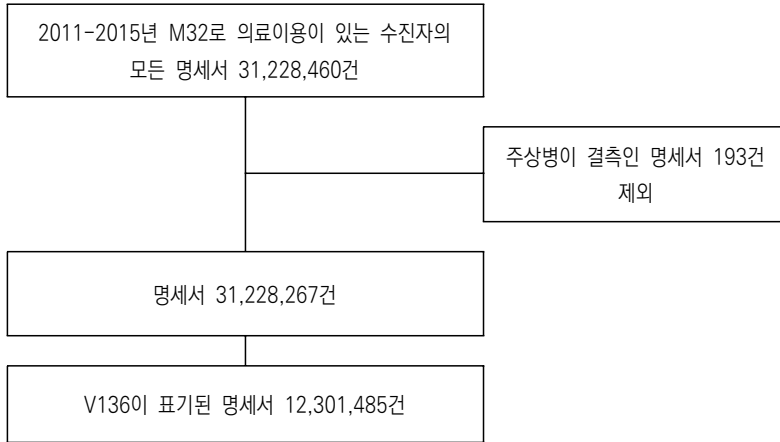 2011-2015년 M32로 의료이용이 있는 수진자의
모든 명세서 31,228,460건
주상병이 결측인 명세서 193건
제외
명세서 31,228,267건
V136이 표기된 명세서 12,301,485건